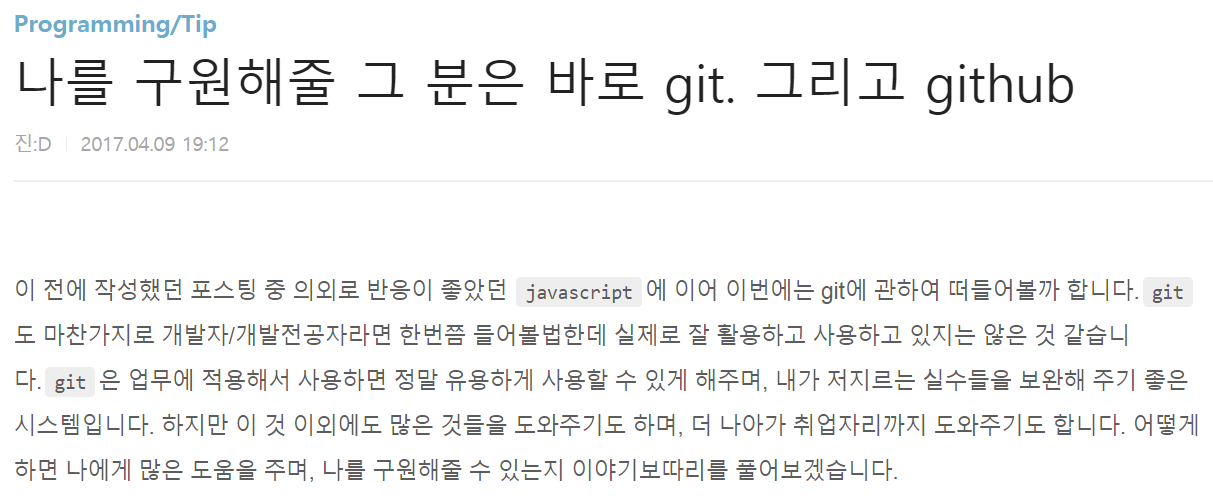 Programming/Tip
나를 구원해줄 그 분은 바로 git. 그리고 github
진:D 2017.04.09 19:12
이 전에 작성했던 포스팅 중 의외로 반응이 좋았던 javascript 에 이어 이번에는 git에 관하여 떠들어볼까 합니다. git
도 마찬가지로 개발자/개발전공자라면 한번쯤 들어볼법한데 실제로 잘 활용하고 사용하고 있지는 않은 것 같습니
다. git 은 업무에 적용해서 사용하면 정말 유용하게 사용할 수 있게 해주며, 내가 저지르는 실수들을 보완해 주기 좋은
시스템입니다. 하지만 이 것 이외에도 많은 것들을 도와주기도 하며, 더 나아가 취업자리까지 도와주기도 합니다. 어떻게
하면 나에게 많은 도움을 주며, 나를 구원해줄 수 있는지 이야기보따리를 풀어보겠습니다.